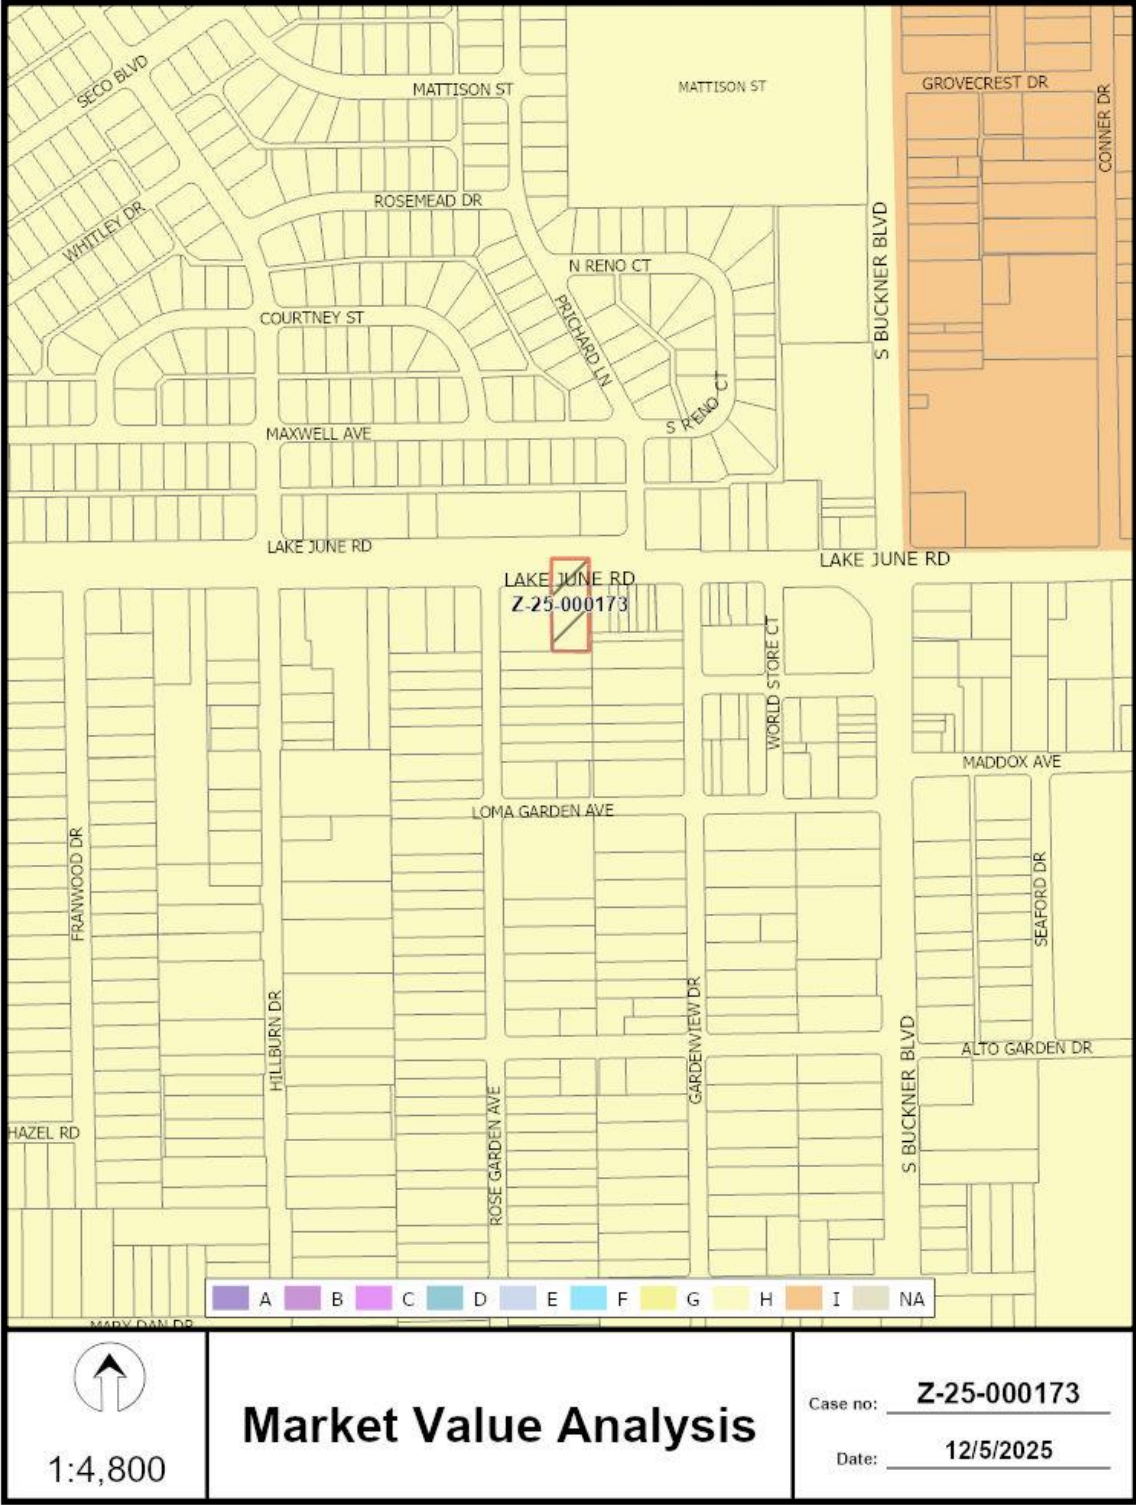 SECO BLVD
MATTISON ST
MATTISON ST
GROVECREST DR
CONNER DR
ROSEMEAD DR
WHITLEY DR
N RENO CT
S BUCKNER BLVD
COURTNEY ST
PRICHARD LN
S RENO CT
MAXWELL AVE
LAKE JUNE RD
LAKE JUNE RD
LAKE JUNE RD
Z-25-000173
WORLD STORE CT
MADDOX AVE
LOMA GARDEN AVE
FRANWOOD DR
SEAFORD DR
HILLBURN DR
GARDENVIEW DR
S BUCKNER BLVD
ALTO GARDEN DR
HAZEL RD
ROSE GARDEN AVE
A B C D E F G H I NA
MARY DAN DR
1:4,800
Market Value Analysis
Case no: Z-25-000173
Date: 12/5/2025